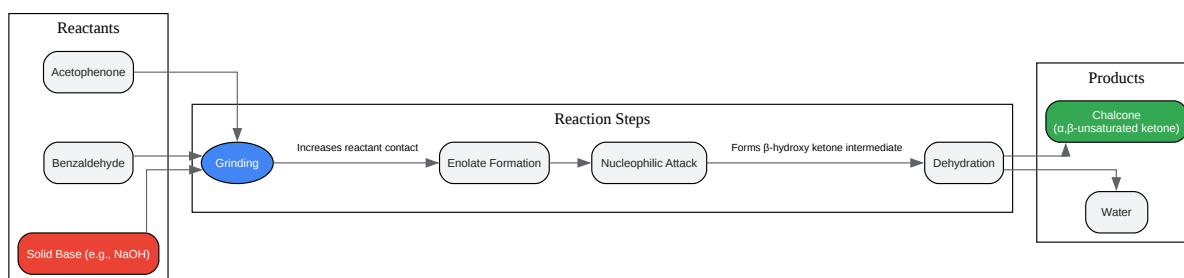 Reactants
Acetophenone
Benzaldehyde
Solid Base (e.g., NaOH)
Reaction Steps
Grinding
Increases reactant contact
Enolate Formation
Nucleophilic Attack
Forms β-hydroxy ketone intermediate
Dehydration
Products
Chalcone
(α,β-unsaturated ketone)
Water